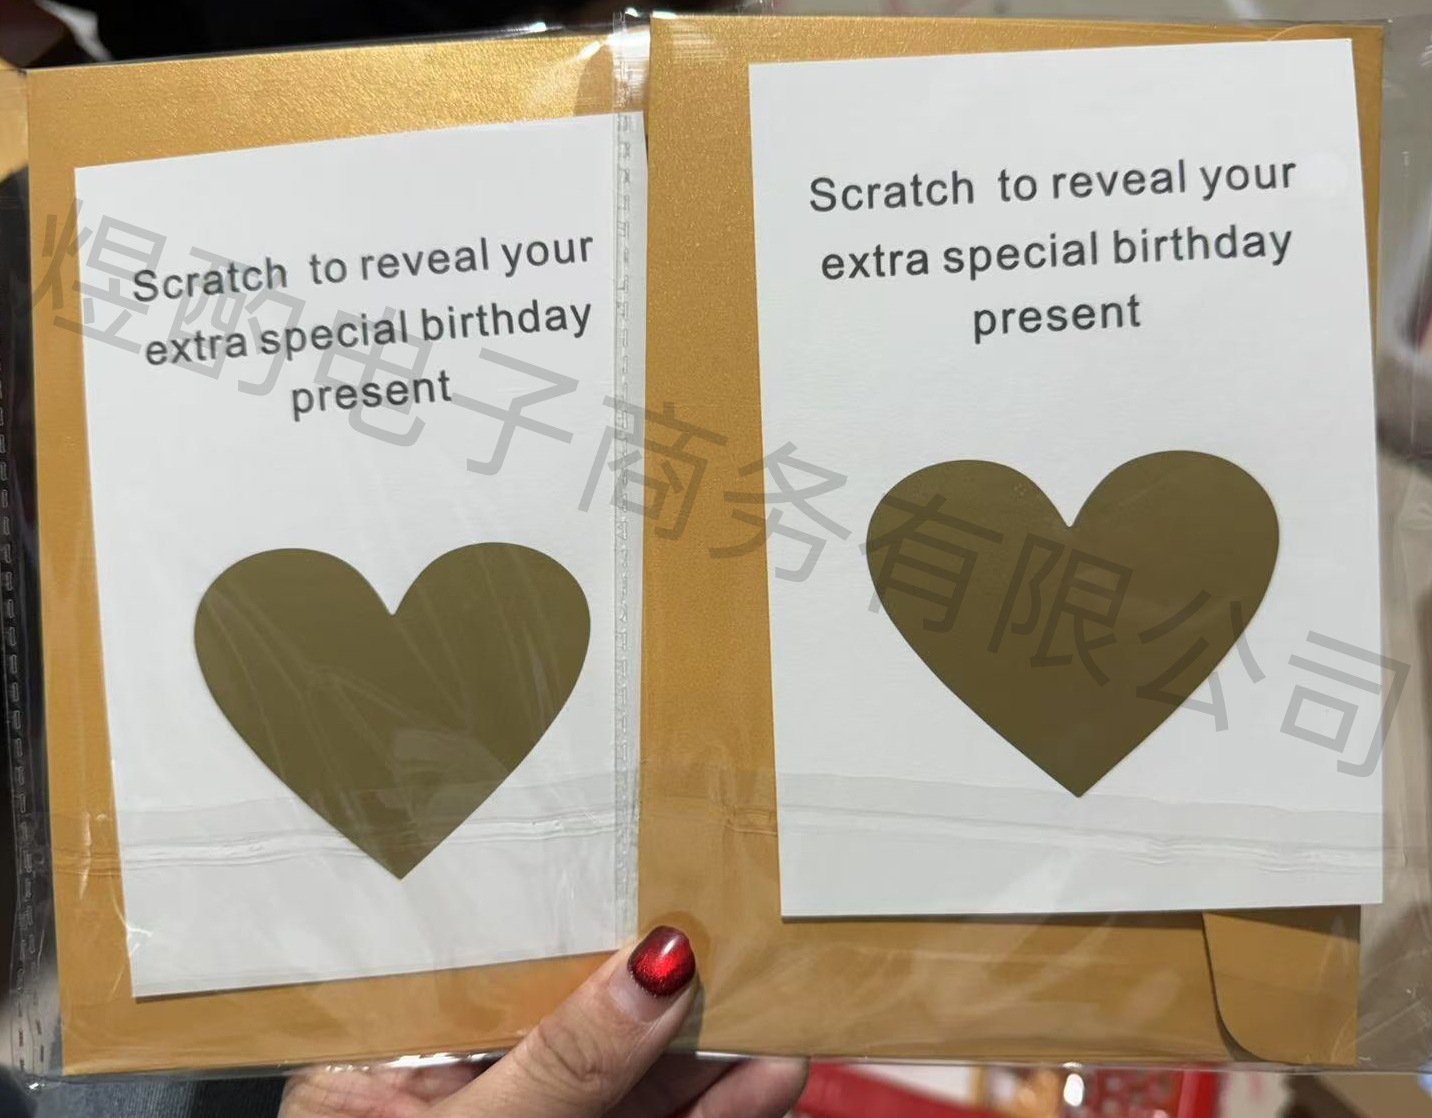 Scratch to reveal your
extra special birthday
present
Scratch to reveal your
extra special birthday
present
煜酌电子商务有限公司